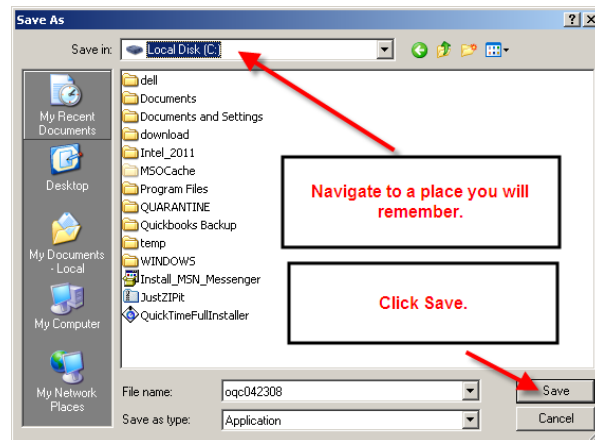 Save As
Save in:
Local Disk (C:)
My Recent
Documents
Desktop
My Documents
- Local
My Computer
My Network
Places
dell
Documents
Documents and Settings
download
Intel_2011
MSOCache
Program Files
QUARANTINE
Quickbooks Backup
temp
WINDOWS
Install_MSN_Messenger
JustZIPit
QuickTimeFullInstaller
Navigate to a place you will
remember.
Click Save.
File name:
oqc042308
Save
Save as type:
Application
Cancel